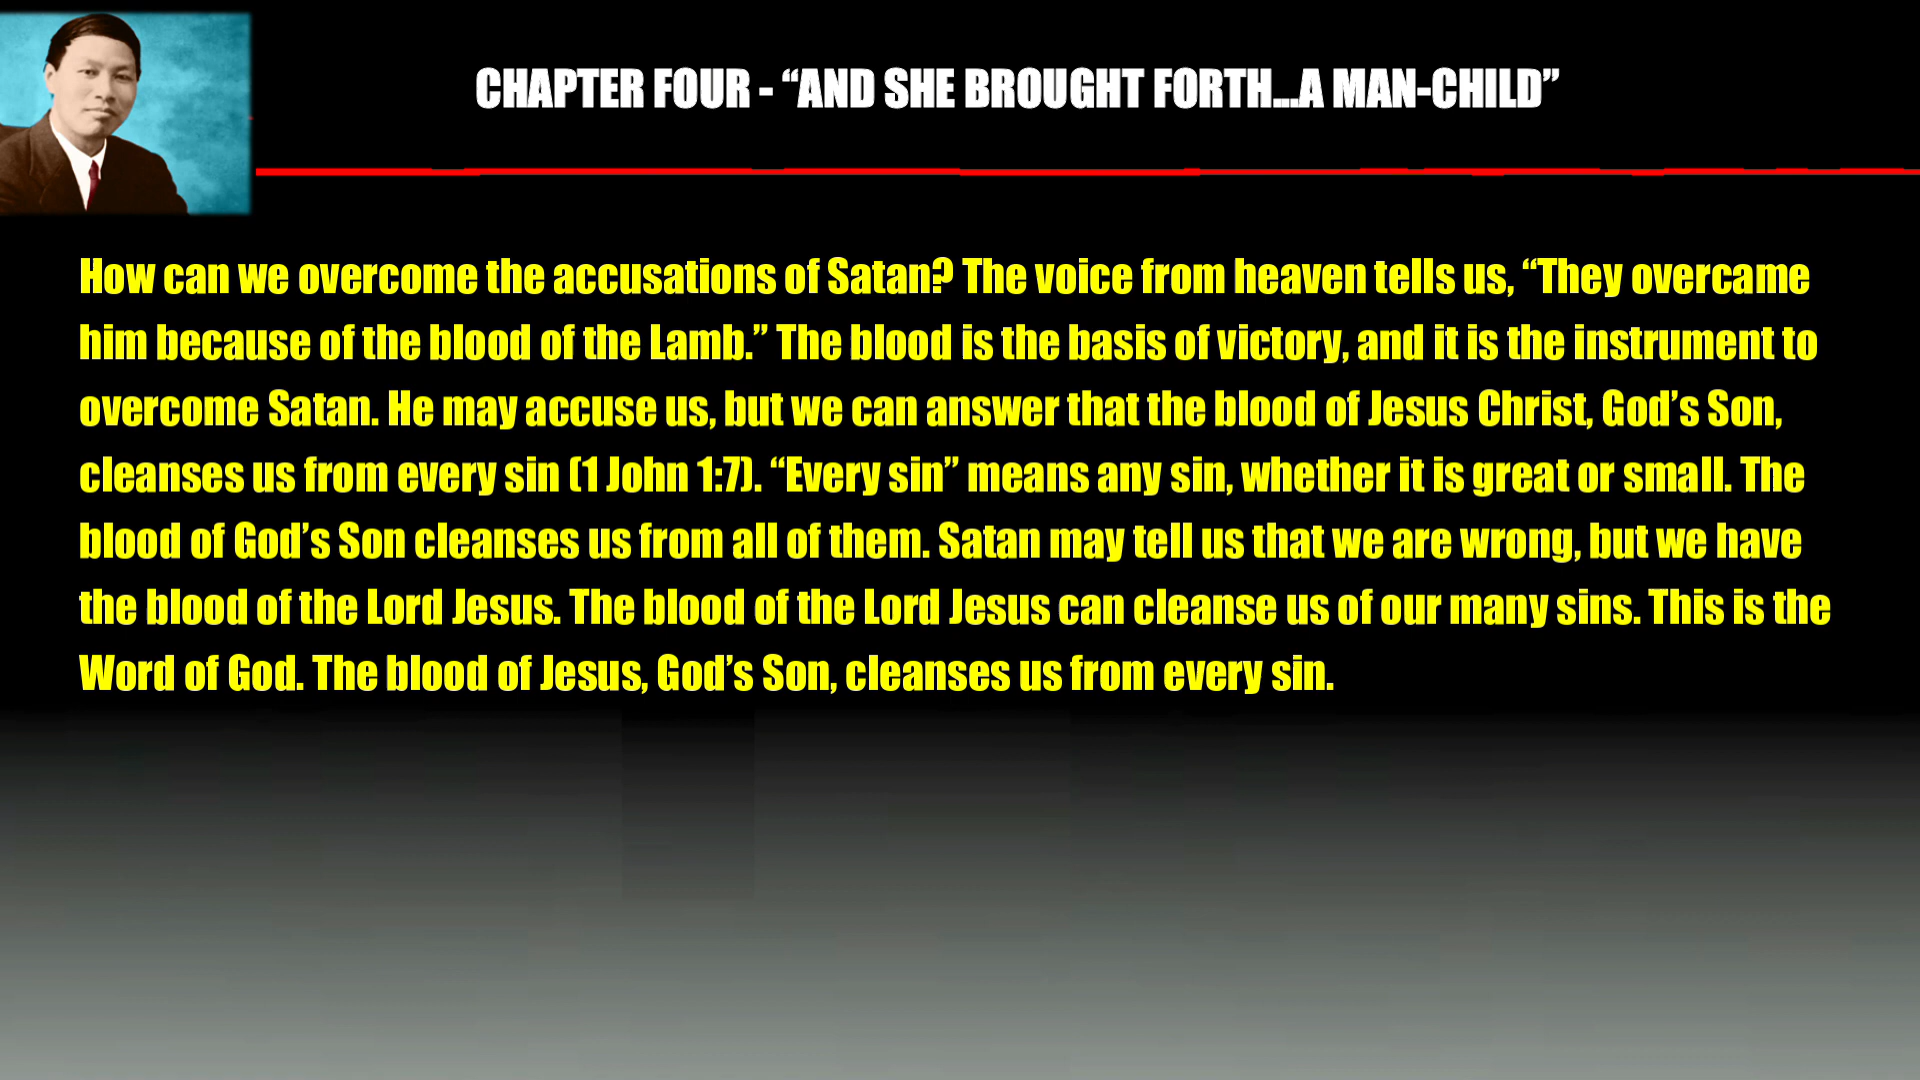 CHAPTER FOUR - “AND SHE BROUGHT FORTH...A MAN-CHILD”
How can we overcome the accusations of Satan? The voice from heaven tells us, “They overcame
him because of the blood of the Lamb.” The blood is the basis of victory, and it is the instrument to
overcome Satan. He may accuse us, but we can answer that the blood of Jesus Christ, God’s Son,
cleanses us from every sin (1 John 1:7). “Every sin” means any sin, whether it is great or small. The
blood of God’s Son cleanses us from all of them. Satan may tell us that we are wrong, but we have
the blood of the Lord Jesus. The blood of the Lord Jesus can cleanse us of our many sins. This is the
Word of God. The blood of Jesus, God’s Son, cleanses us from every sin.